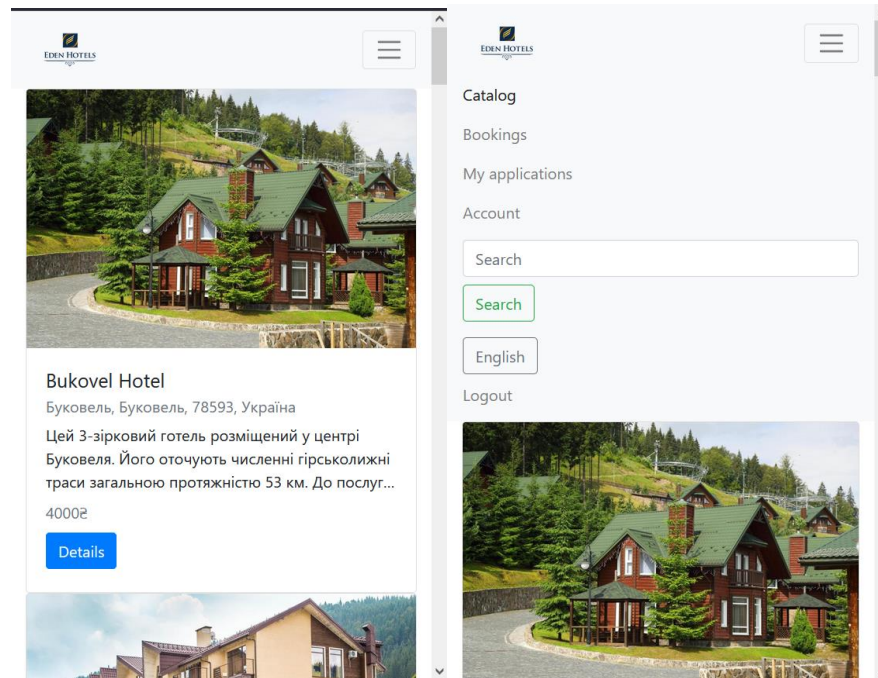 EDEN HOTELS
Bukovel Hotel
Буковель, Буковель, 78593, Україна
Цей 3-зірковий готель розміщений у центрі
Буковеля. Його оточують численні гірськолижні
траси загальною протяжністю 53 км. До послуг...
4000₴
Details
EDEN HOTELS
Catalog
Bookings
My applications
Account
Search
Search
English
Logout